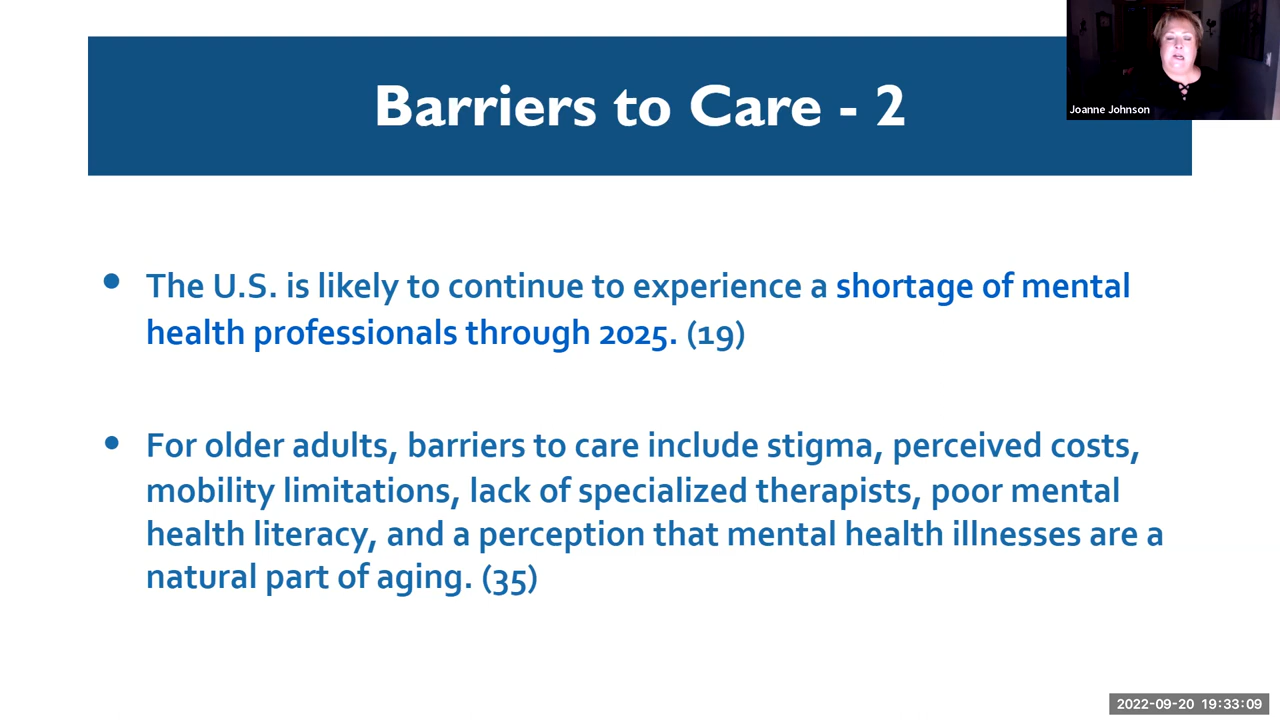 Barriers to Care - 2
Joanne Johnson
• The U.S. is likely to continue to experience a shortage of mental
health professionals through 2025. (19)
• For older adults, barriers to care include stigma, perceived costs,
mobility limitations, lack of specialized therapists, poor mental
health literacy, and a perception that mental health illnesses are a
natural part of aging. (35)
2022-09-20 19:33:09